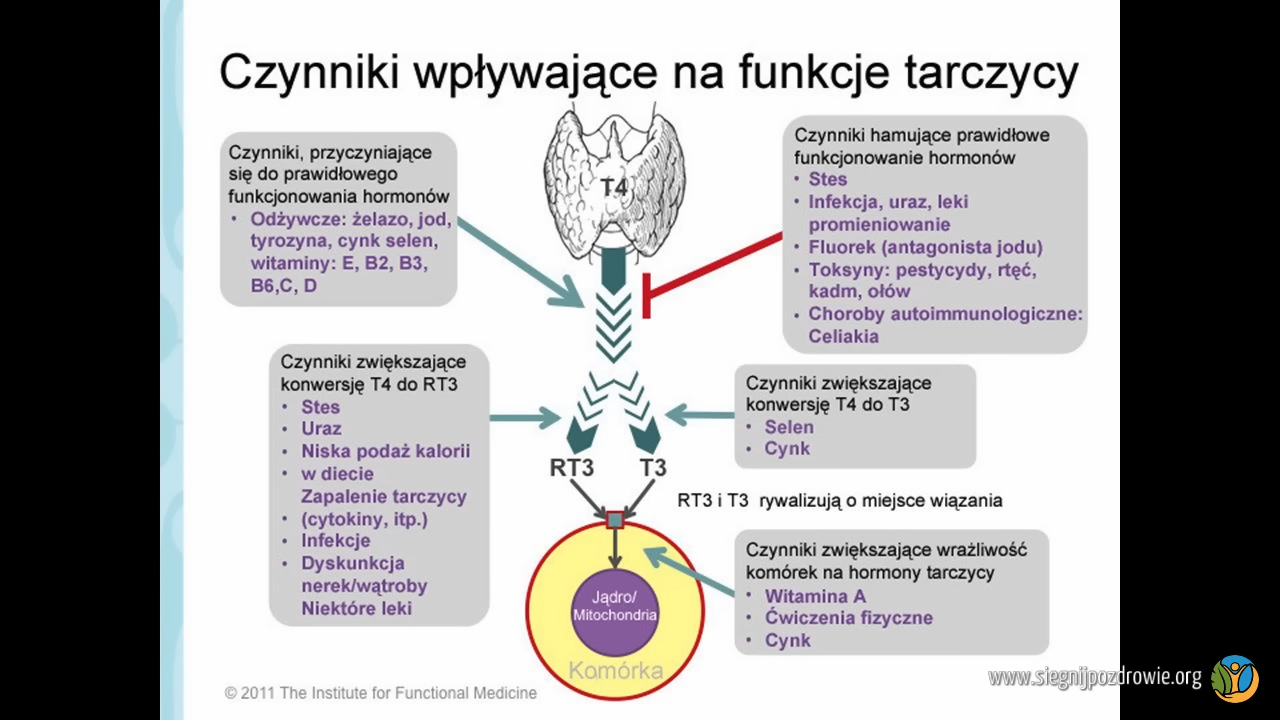 Czynniki wpływające na funkcje tarczycy
Czynniki, przyczyniające
się do prawidłowego
funkcjonowania hormonów
• Odżywcze: żelazo, jod,
tyrozyna, cynk selen,
witaminy: E, B2, B3,
B6,C, D
T4
Czynniki hamujące prawidłowe
funkcjonowanie hormonów
• Stes
• Infekcja, uraz, leki
promieniowanie
• Fluorek (antagonista jodu)
• Toksyny: pestycydy, rtęć,
kadm, ołów
• Choroby autoimmunologiczne:
Celiakia
Czynniki zwiększające
konwersję T4 do RT3
• Stes
• Uraz
• Niska podaż kalorii
• w diecie
Zapalenie tarczycy
• (cytokiny, itp.)
• Infekcje
• Dyskunkcja
nerek/wątroby
Niektóre leki
Czynniki zwiększające
konwersję T4 do T3
• Selen
• Cynk
RT3
T3
RT3 i T3 rywalizują o miejsce wiązania
Czynniki zwiększające wrażliwość
komórek na hormony tarczycy
• Witamina A
• Ćwiczenia fizyczne
• Cynk
Jądro/
Mitochondria
Komórka
© 2011 The Institute for Functional Medicine
www.siegnijpozdrowie.org